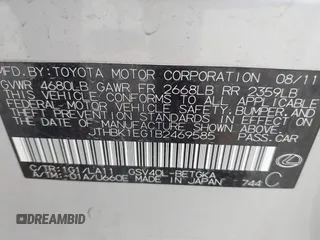 MFD.BY:TOYOTA MOTOR CORPORATION 08/11
GVWR 4680LB GAWR FR 2668LB RR 2359LB
THIS VEHICLE CONFORMS TO ALL APPLICABLE
FEDERAL MOTOR VEHICLE SAFETY, BUMPER, AND
THEFT PREVENTION STANDARDS IN EFFECT ON
THE DATE OF MANUFACTURE SHOWN ABOVE.
JTHBK1EG1B2469585 PASS.CAR
C/TR:1G1/LA11 GSV40L-BETGKA
A/TM:-01A/U660E MADE IN JAPAN 744 C
DREAMBID